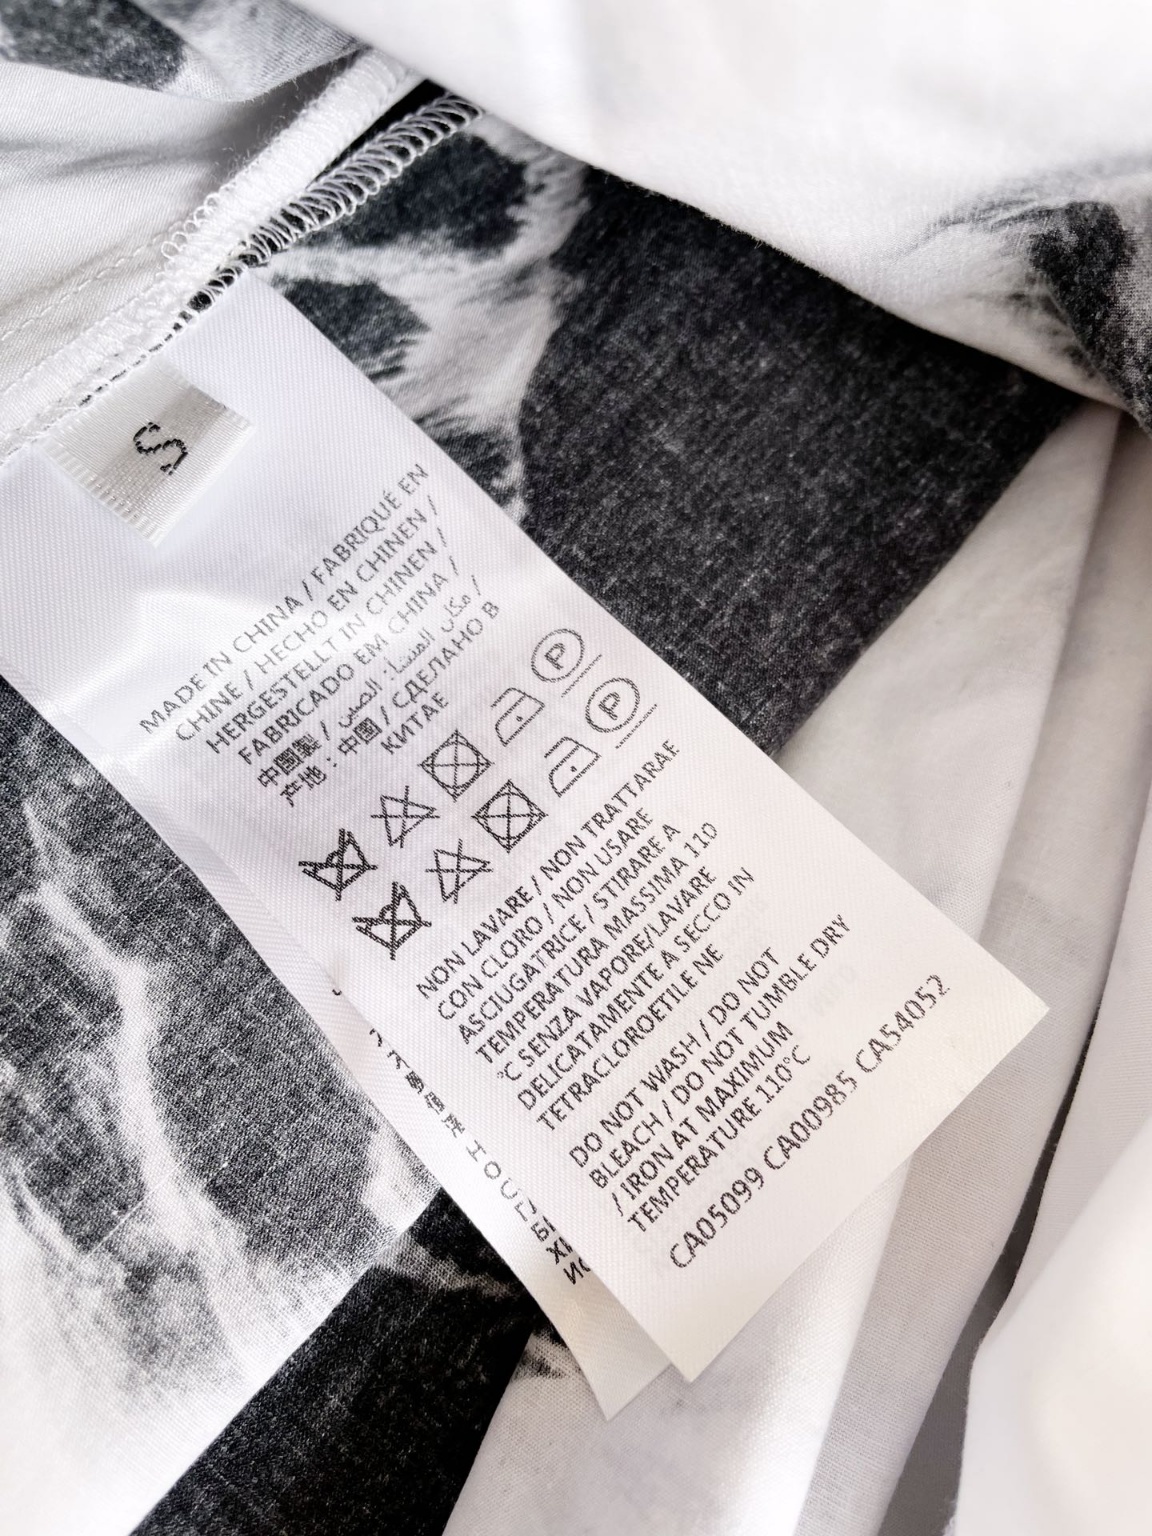 S
MADE IN CHINA / FABRIQUÉ EN
CHINE / HECHO EN CHINEN /
HERGESTELLT IN CHINEN /
FABRICADO EM CHINA /
中國製 / مكان المنشأ: الصين /
产地：中國 / СДЕЛАНО В
КИТАЕ
P
P
NON LAVARE / NON TRATTARAE
CON CLORO / NON USARE
ASCIUGATRICE / STIRARE A
TEMPERATURA MASSIMA 110
°C SENZA VAPORE/LAVARE
DELICATAMENTE A SECCO IN
TETRACLOROETILE NE
DO NOT WASH / DO NOT
BLEACH / DO NOT TUMBLE DRY
/ IRON AT MAXIMUM
TEMPERATURE 110°C
CA05099 CA00985 CA54052